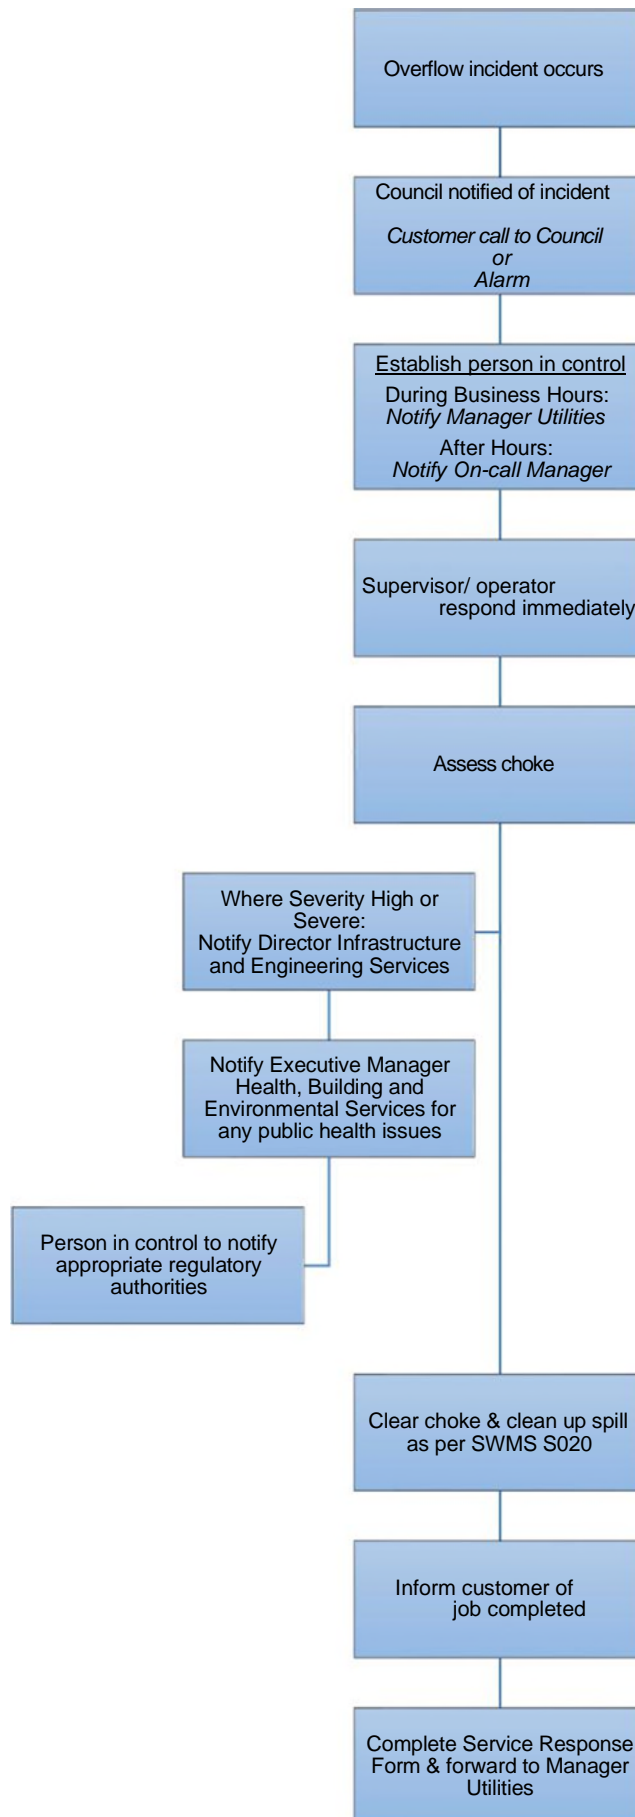 Overflow incident occurs
Council notified of incident
Customer call to Council
or
Alarm
Establish person in control
During Business Hours:
Notify Manager Utilities
After Hours:
Notify On-call Manager
Supervisor/ operator
respond immediately
Assess choke
Where Severity High or
Severe:
Notify Director Infrastructure
and Engineering Services
Notify Executive Manager
Health, Building and
Environmental Services for
any public health issues
Person in control to notify
appropriate regulatory
authorities
Clear choke & clean up spill
as per SWMS S020
Inform customer of
job completed
Complete Service Response
Form & forward to Manager
Utilities